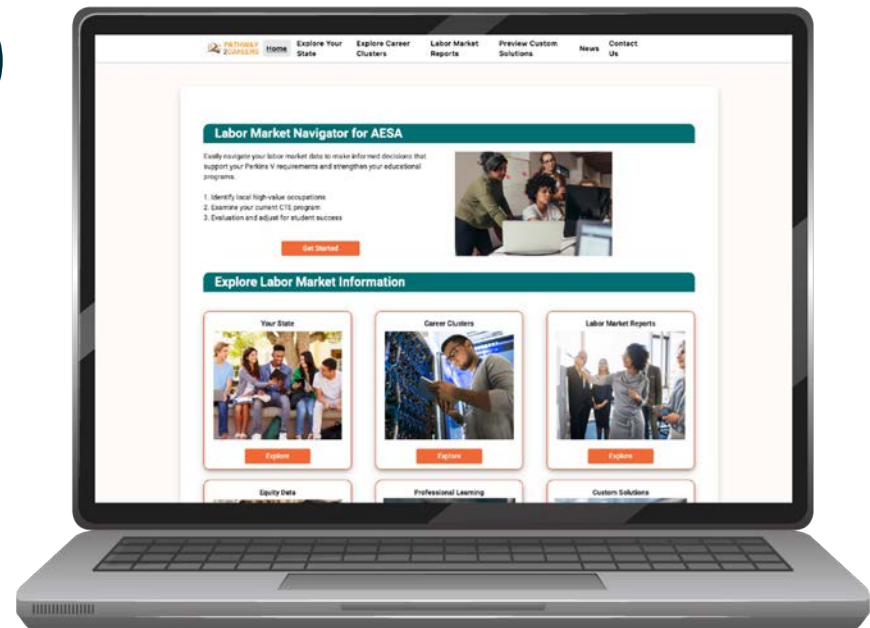 PATHWAY
2CAREERS
Home
Explore Your
State
Explore Career
Clusters
Labor Market
Reports
Preview Custom
Solutions
News
Contact
Us
Labor Market Navigator for AESA
Easily navigate your labor market data to make informed decisions that
support your Perkins V requirements and strengthen your educational
programs.
1. Identify local high-value occupations
2. Examine your current CTE program
3. Evaluation and adjust for student success
Get Started
Explore Labor Market Information
Your State
Career Clusters
Labor Market Reports
Explore
Explore
Explore
Equity Data
Professional Learning
Custom Solutions